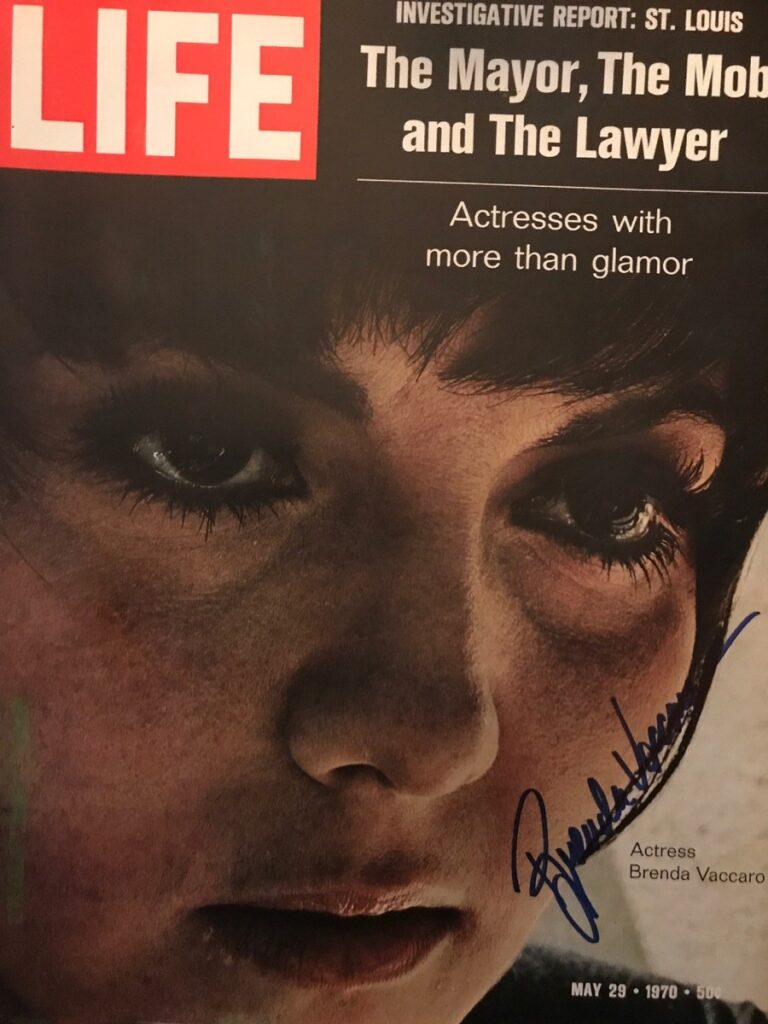 LIFE
INVESTIGATIVE REPORT: ST. LOUIS
The Mayor, The Mob
and The Lawyer
Actresses with
more than glamor
Brenda Vaccaro
Actress
Brenda Vaccaro
MAY 29 • 1970 • 50¢